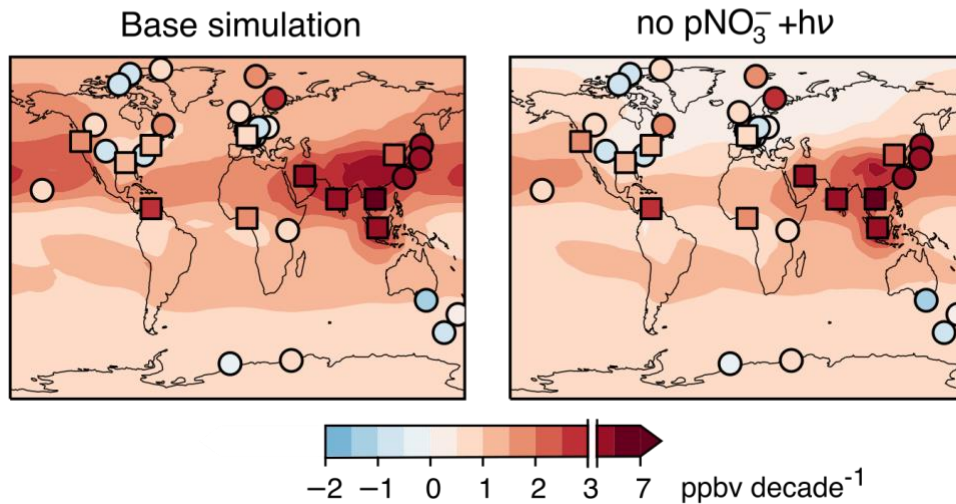 Base simulation
no pNO₃⁻ +hν
−2 −1 0 1 2 3 7 ppbv decade⁻¹